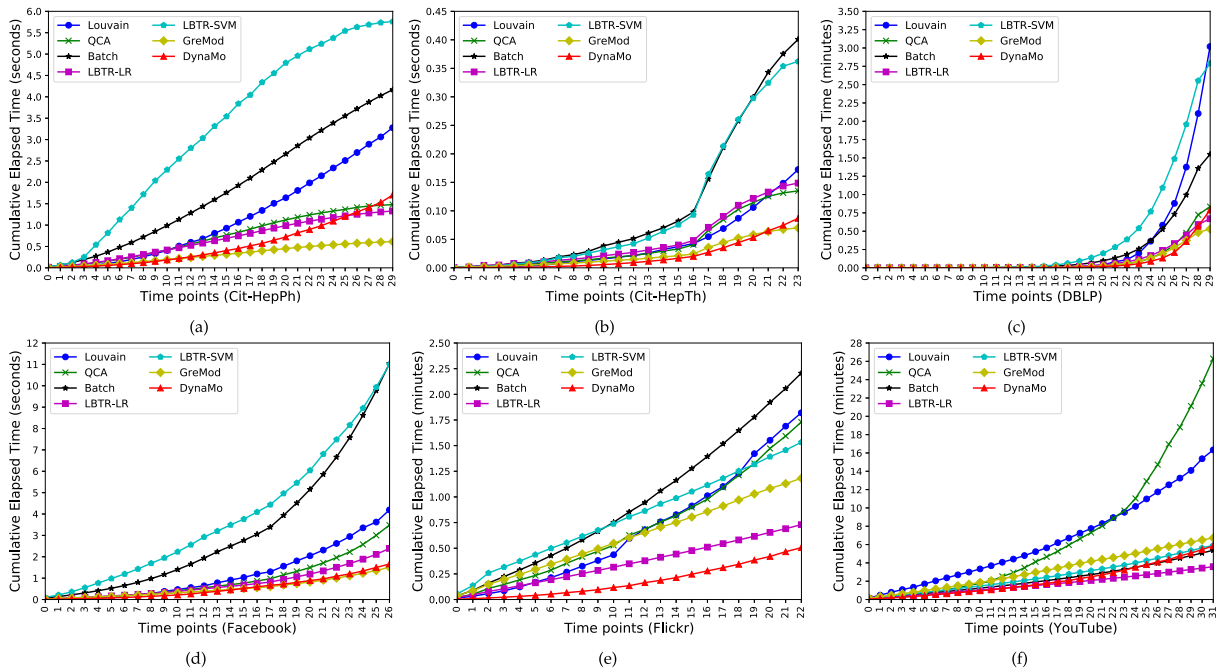 Cumulative Elapsed Time (seconds)
6.0
5.5
5.0
4.5
4.0
3.5
3.0
2.5
2.0
1.5
1.0
0.5
0.0
Louvain
QCA
Batch
LBTR-LR
LBTR-SVM
GreMod
DynaMo
0 1 2 3 4 5 6 7 8 9 10 11 12 13 14 15 16 17 18 19 20 21 22 23 24 25 26 27 28 29
Time points (Cit-HepPh)
(a)
Cumulative Elapsed Time (seconds)
0.45
0.40
0.35
0.30
0.25
0.20
0.15
0.10
0.05
0.00
Louvain
QCA
Batch
LBTR-LR
LBTR-SVM
GreMod
DynaMo
0 1 2 3 4 5 6 7 8 9 10 11 12 13 14 15 16 17 18 19 20 21 22 23
Time points (Cit-HepTh)
(b)
Cumulative Elapsed Time (minutes)
3.50
3.25
3.00
2.75
2.50
2.25
2.00
1.75
1.50
1.25
1.00
0.75
0.50
0.25
0.00
Louvain
QCA
Batch
LBTR-LR
LBTR-SVM
GreMod
DynaMo
0 1 2 3 4 5 6 7 8 9 10 11 12 13 14 15 16 17 18 19 20 21 22 23 24 25 26 27 28 29
Time points (DBLP)
(c)
Cumulative Elapsed Time (seconds)
12
11
10
9
8
7
6
5
4
3
2
1
0
Louvain
QCA
Batch
LBTR-LR
LBTR-SVM
GreMod
DynaMo
0 1 2 3 4 5 6 7 8 9 10 11 12 13 14 15 16 17 18 19 20 21 22 23 24 25 26
Time points (Facebook)
(d)
Cumulative Elapsed Time (minutes)
2.50
2.25
2.00
1.75
1.50
1.25
1.00
0.75
0.50
0.25
0.00
Louvain
QCA
Batch
LBTR-LR
LBTR-SVM
GreMod
DynaMo
0 1 2 3 4 5 6 7 8 9 10 11 12 13 14 15 16 17 18 19 20 21 22
Time points (Flickr)
(e)
Cumulative Elapsed Time (minutes)
28
26
24
22
20
18
16
14
12
10
8
6
4
2
0
Louvain
QCA
Batch
LBTR-LR
LBTR-SVM
GreMod
DynaMo
0 1 2 3 4 5 6 7 8 9 10 11 12 13 14 15 16 17 18 19 20 21 22 23 24 25 26 27 28 29 30 31
Time points (YouTube)
(f)